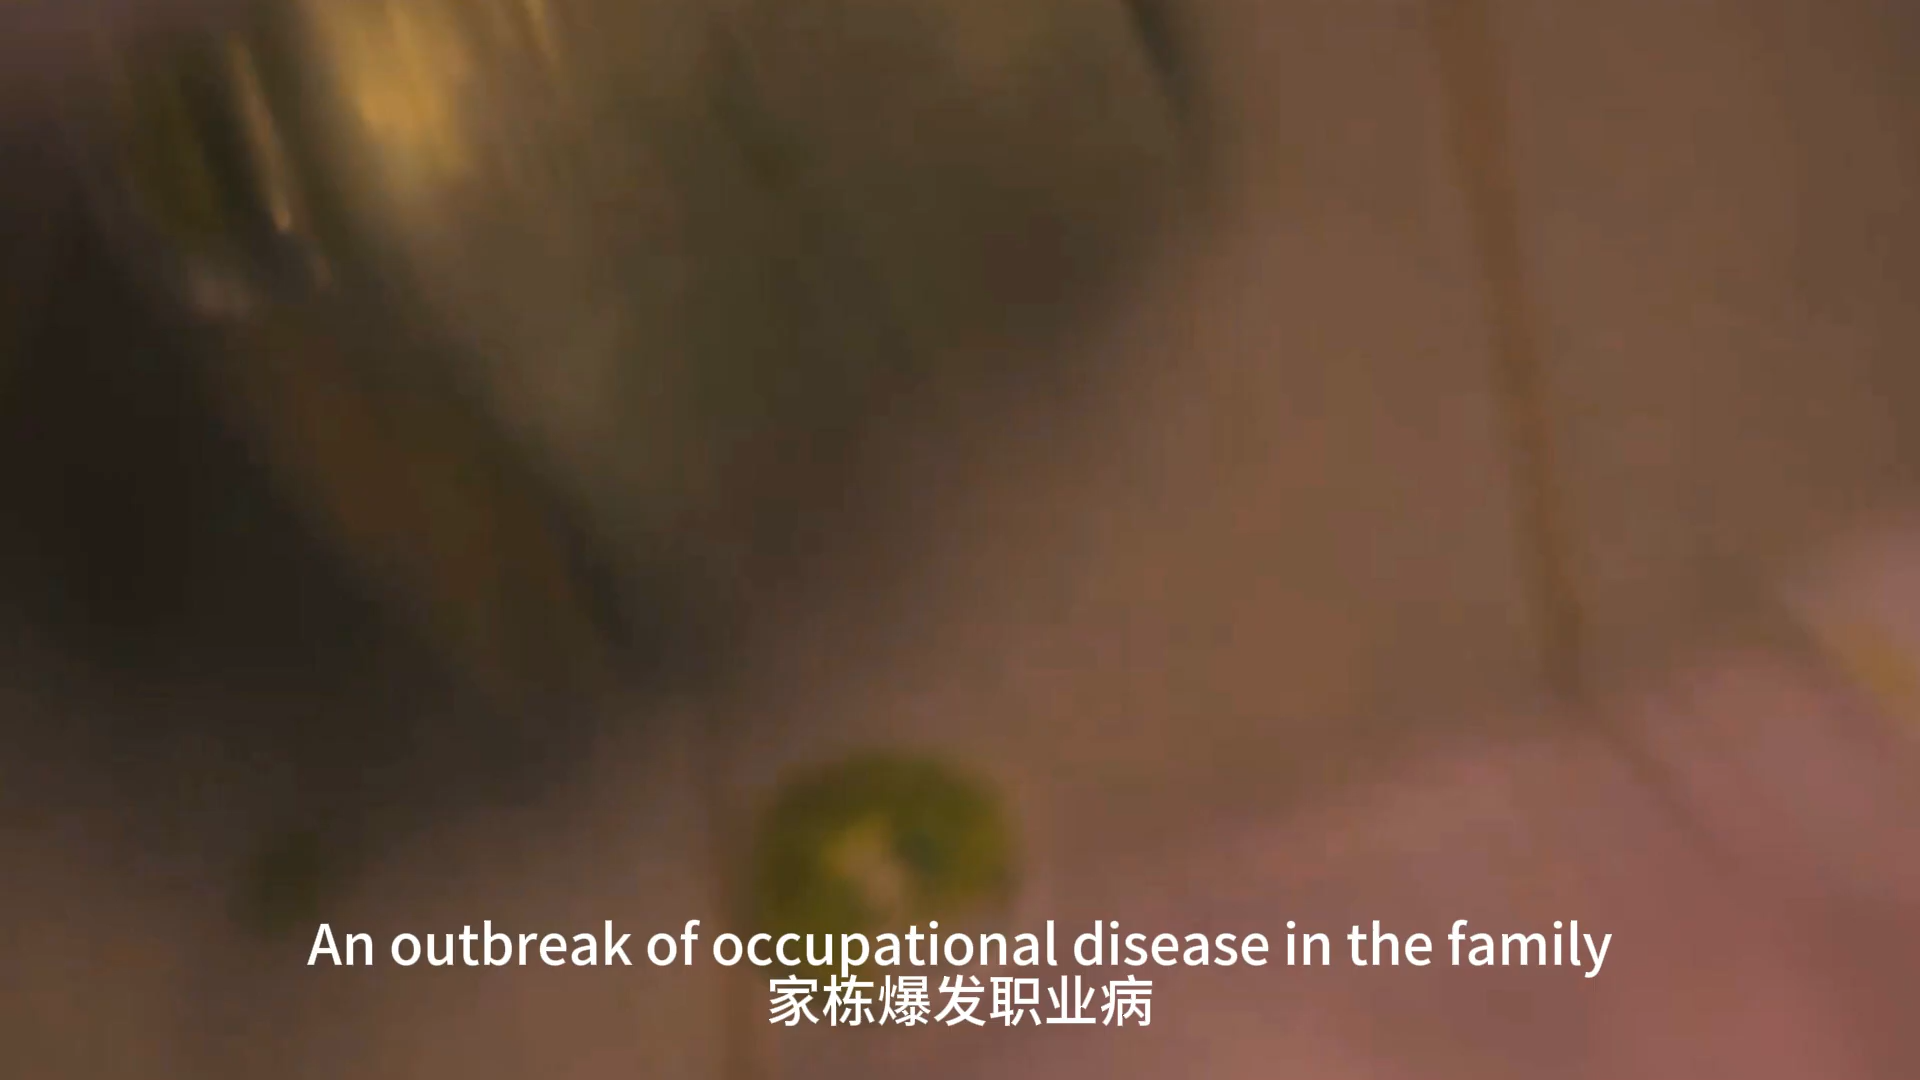 An outbreak of occupational disease in the family
家栋爆发职业病